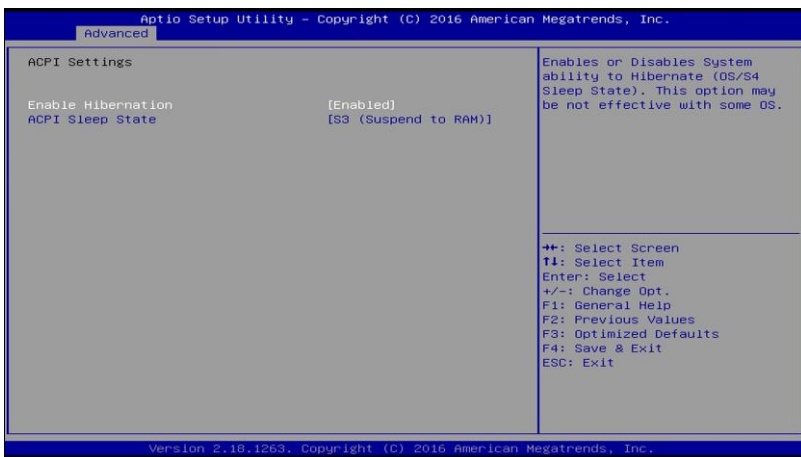 Aptio Setup Utility – Copyright (C) 2016 American Megatrends, Inc.
Advanced
ACPI Settings
Enable Hibernation [Enabled]
ACPI Sleep State [S3 (Suspend to RAM)]
Enables or Disables System
ability to Hibernate (OS/S4
Sleep State). This option may
be not effective with some OS.
→←: Select Screen
↑↓: Select Item
Enter: Select
+/-: Change Opt.
F1: General Help
F2: Previous Values
F3: Optimized Defaults
F4: Save & Exit
ESC: Exit
Version 2.18.1263. Copyright (C) 2016 American Megatrends, Inc.